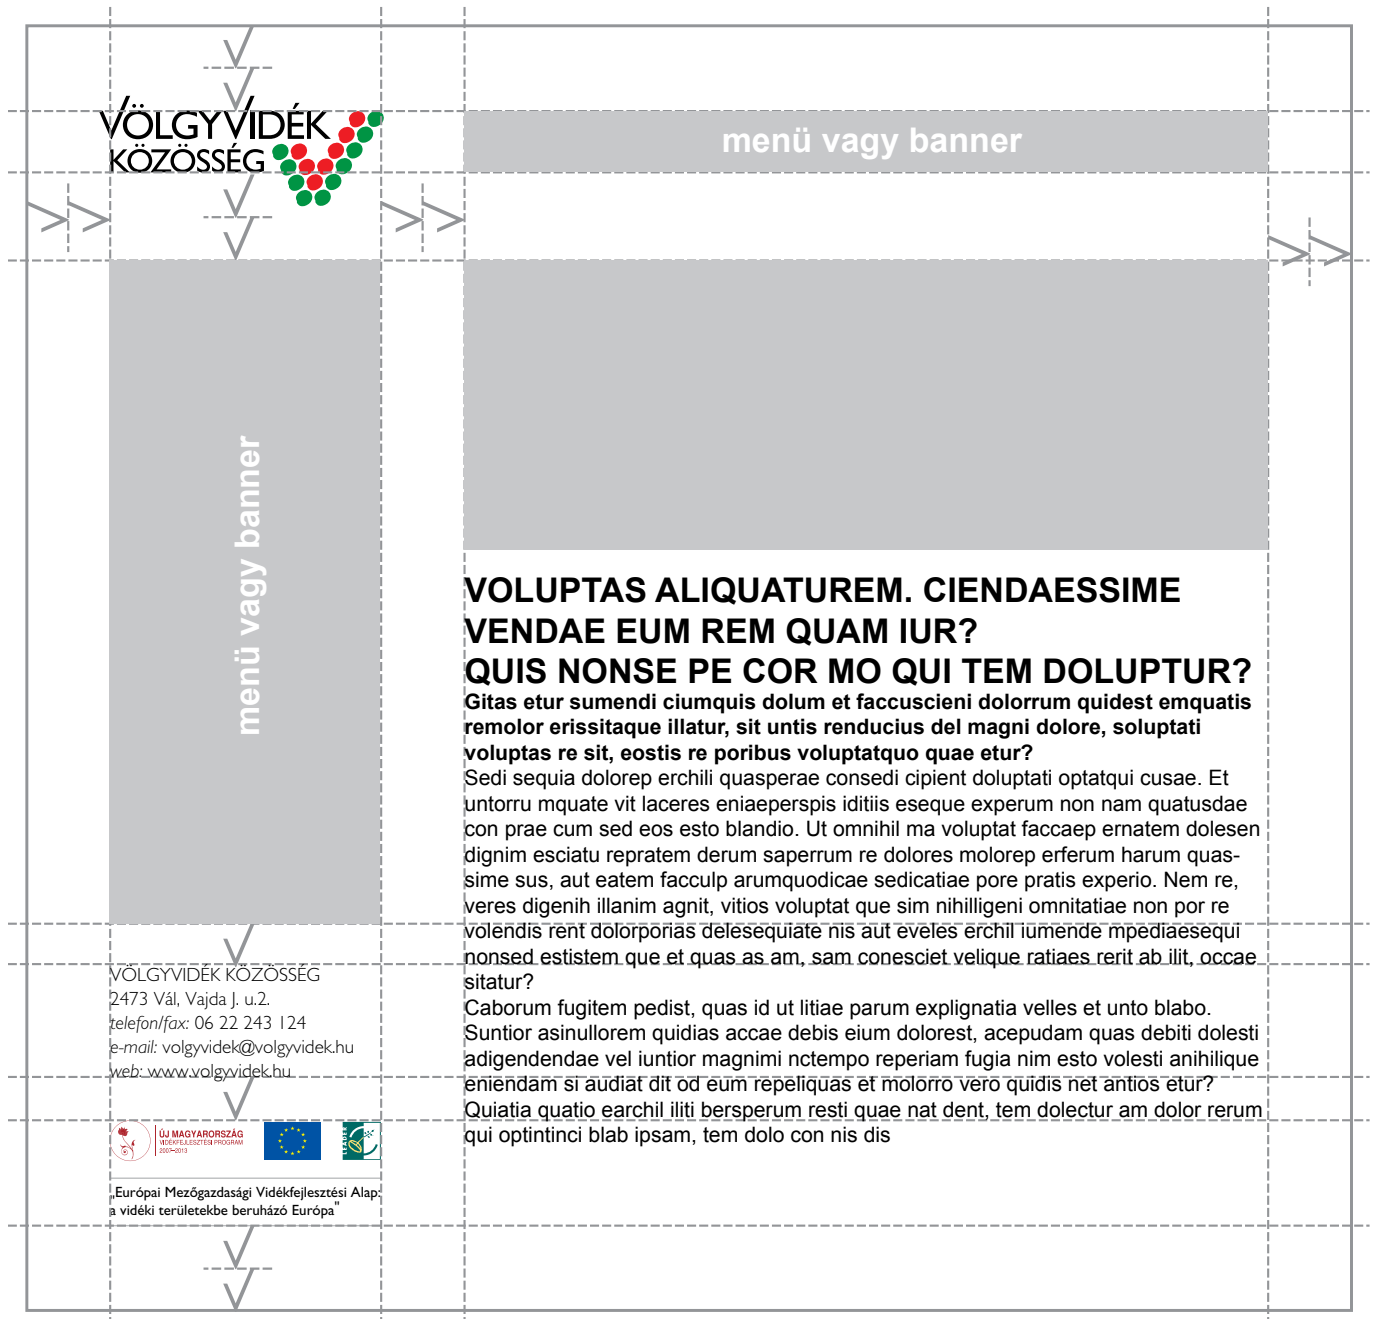 VÖLGYVIDÉK
KÖZÖSSÉG
menü vagy banner
menü vagy banner
VOLUPTAS ALIQUATUREM. CIENDAESSIME
VENDAE EUM REM QUAM IUR?
QUIS NONSE PE COR MO QUI TEM DOLUPTUR?
Gitas etur sumendi ciumquis dolum et faccuscieni dolorrum quidest emquatis
remolor erissitaque illatur, sit untis renducius del magni dolore, soluptati
voluptas re sit, eostis re poribus voluptatquo quae etur?
Sedi sequia dolorep erchili quasperae consedi cipient doluptati optatqui cusae. Et
untorru mquate vit laceres eniaeperspis iditiis eseque experum non nam quatusdae
con prae cum sed eos esto blandio. Ut omnihil ma voluptat faccaep ernatem dolesen
dignim esciatu repratem derum saperrum re dolores molorep erferum harum quas-
sime sus, aut eatem facculp arumquodicae sedicatiae pore pratis experio. Nem re,
veres digenih illanim agnit, vitios voluptat que sim nihilligeni omnitatiae non por re
volendis rent dolorporias delesequiate nis aut eveles erchil iumende mpediaesequi
nonsed estistem que et quas as am, sam conesciet velique ratiaes rerit ab ilit, occae
sitatur?
Caborum fugitem pedist, quas id ut litiae parum explignatia velles et unto blabo.
Suntior asinullorem quidias accae debis eium dolorest, acepudam quas debiti dolesti
adigendendae vel iuntior magnimi nctempo reperiam fugia nim esto volesti anihilique
eniendam si audiat dit od eum repeliquas et molorro vero quidis net antios etur?
Quiatia quatio earchil iliti bersperum resti quae nat dent, tem dolectur am dolor rerum
qui optintinci blab ipsam, tem dolo con nis dis
VÖLGYVIDÉK KÖZÖSSÉG
2473 Vál, Vajda J. u.2.
telefon/fax: 06 22 243 124
e-mail: volgyvidek@volgyvidek.hu
web: www.volgyvidek.hu
ÚJ MAGYARORSZÁG
VIDÉKFEJLESZTÉSI PROGRAM
2007–2013
LEADER
„Európai Mezőgazdasági Vidékfejlesztési Alap:
a vidéki területekbe beruházó Európa"